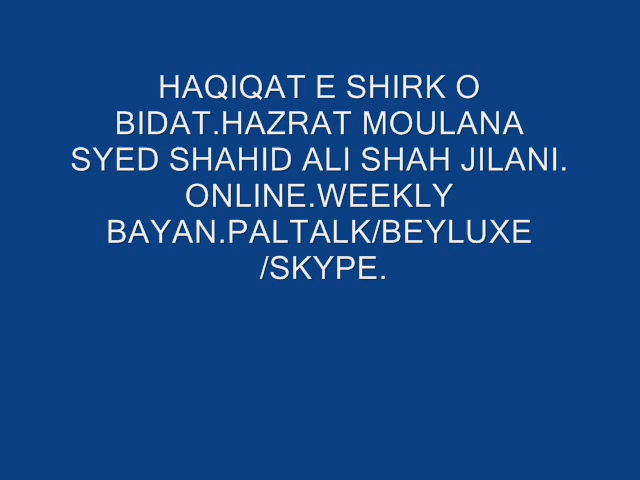 HAQIQAT E SHIRK O
BIDAT.HAZRAT MOULANA
SYED SHAHID ALI SHAH JILANI.
ONLINE.WEEKLY
BAYAN.PALTALK/BEYLUXE
/SKYPE.